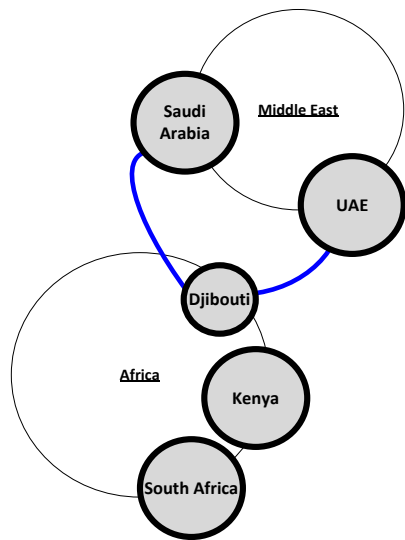 Saudi
Arabia
Middle East
UAE
Djibouti
Africa
Kenya
South Africa